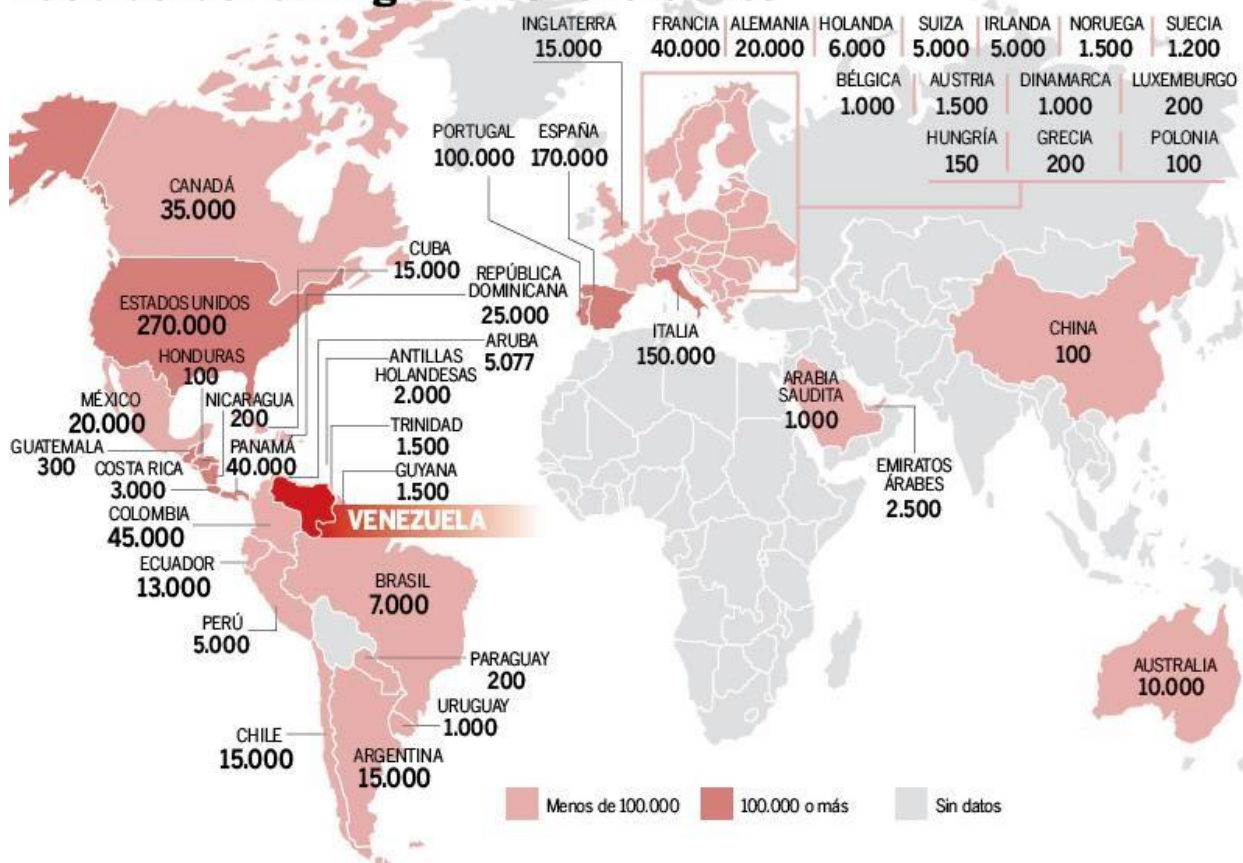 INGLATERRA
15.000
FRANCIA
40.000
ALEMANIA
20.000
HOLANDA
6.000
SUIZA
5.000
IRLANDA
5.000
NORUEGA
1.500
SUECIA
1.200
BÉLGICA
1.000
AUSTRIA
1.500
DINAMARCA
1.000
LUXEMBURGO
200
HUNGRÍA
150
GRECIA
200
POLONIA
100
PORTUGAL
100.000
ESPAÑA
170.000
CANADÁ
35.000
CUBA
15.000
REPÚBLICA
DOMINICANA
25.000
ESTADOS UNIDOS
270.000
ARUBA
5.077
ITALIA
150.000
CHINA
100
HONDURAS
100
ANTILLAS
HOLANDESAS
2.000
ARABIA
SAUDITA
1.000
MÉXICO
20.000
NICARAGUA
200
TRINIDAD
1.500
GUATEMALA
300
PANAMÁ
40.000
COSTA RICA
3.000
GUYANA
1.500
EMIRATOS
ÁRABES
2.500
COLOMBIA
45.000
VENEZUELA
ECUADOR
13.000
BRASIL
7.000
PERÚ
5.000
PARAGUAY
200
AUSTRALIA
10.000
URUGUAY
1.000
CHILE
15.000
ARGENTINA
15.000
Menos de 100.000
100.000 o más
Sin datos